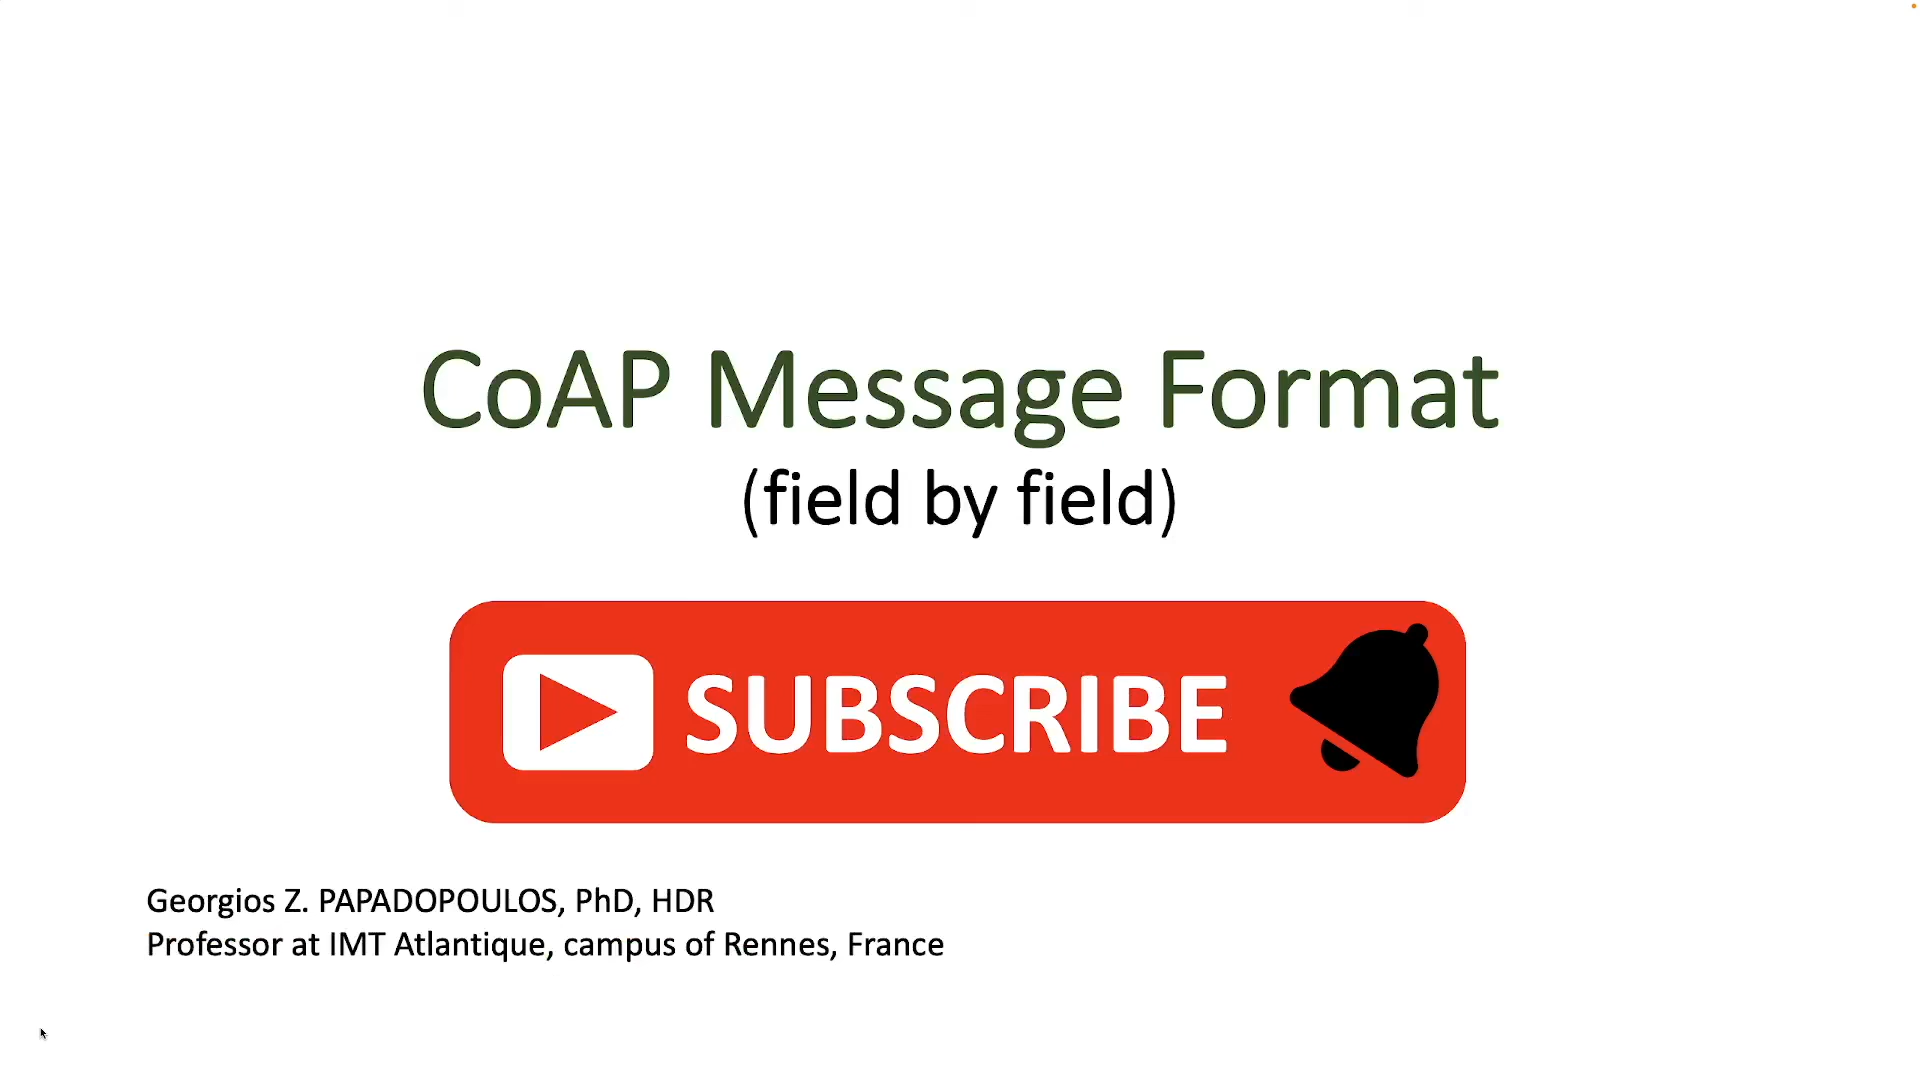 CoAP Message Format
(field by field)
SUBSCRIBE
Georgios Z. PAPADOPOULOS, PhD, HDR
Professor at IMT Atlantique, campus of Rennes, France